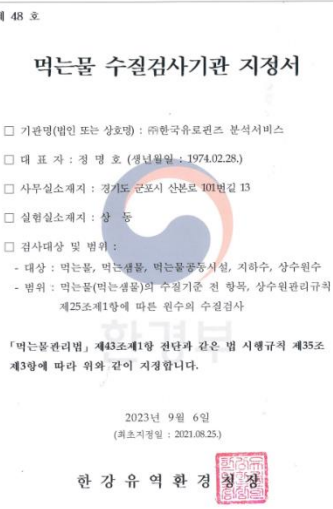 제 48 호
먹는물 수질검사기관 지정서
□ 기관명(법인 또는 상호명) : ㈜한국유로핀즈 분석서비스
□ 대 표 자 : 정 명 호 (생년월일 : 1974.02.28.)
□ 사무실소재지 : 경기도 군포시 산본로 101번길 13
□ 실험실소재지 : 상 동
□ 검사대상 및 범위 :
- 대상 : 먹는물, 먹는샘물, 먹는물공동시설, 지하수, 상수원수
- 범위 : 먹는물(먹는샘물)의 수질기준 전 항목, 상수원관리규칙
제25조제1항에 따른 원수의 수질검사
환경부
「먹는물관리법」 제43조제1항 전단과 같은 법 시행규칙 제35조
제3항에 따라 위와 같이 지정합니다.
2023년 9월 6일
(최초지정일 : 2021.08.25.)
한 강 유 역 환 경 청 장